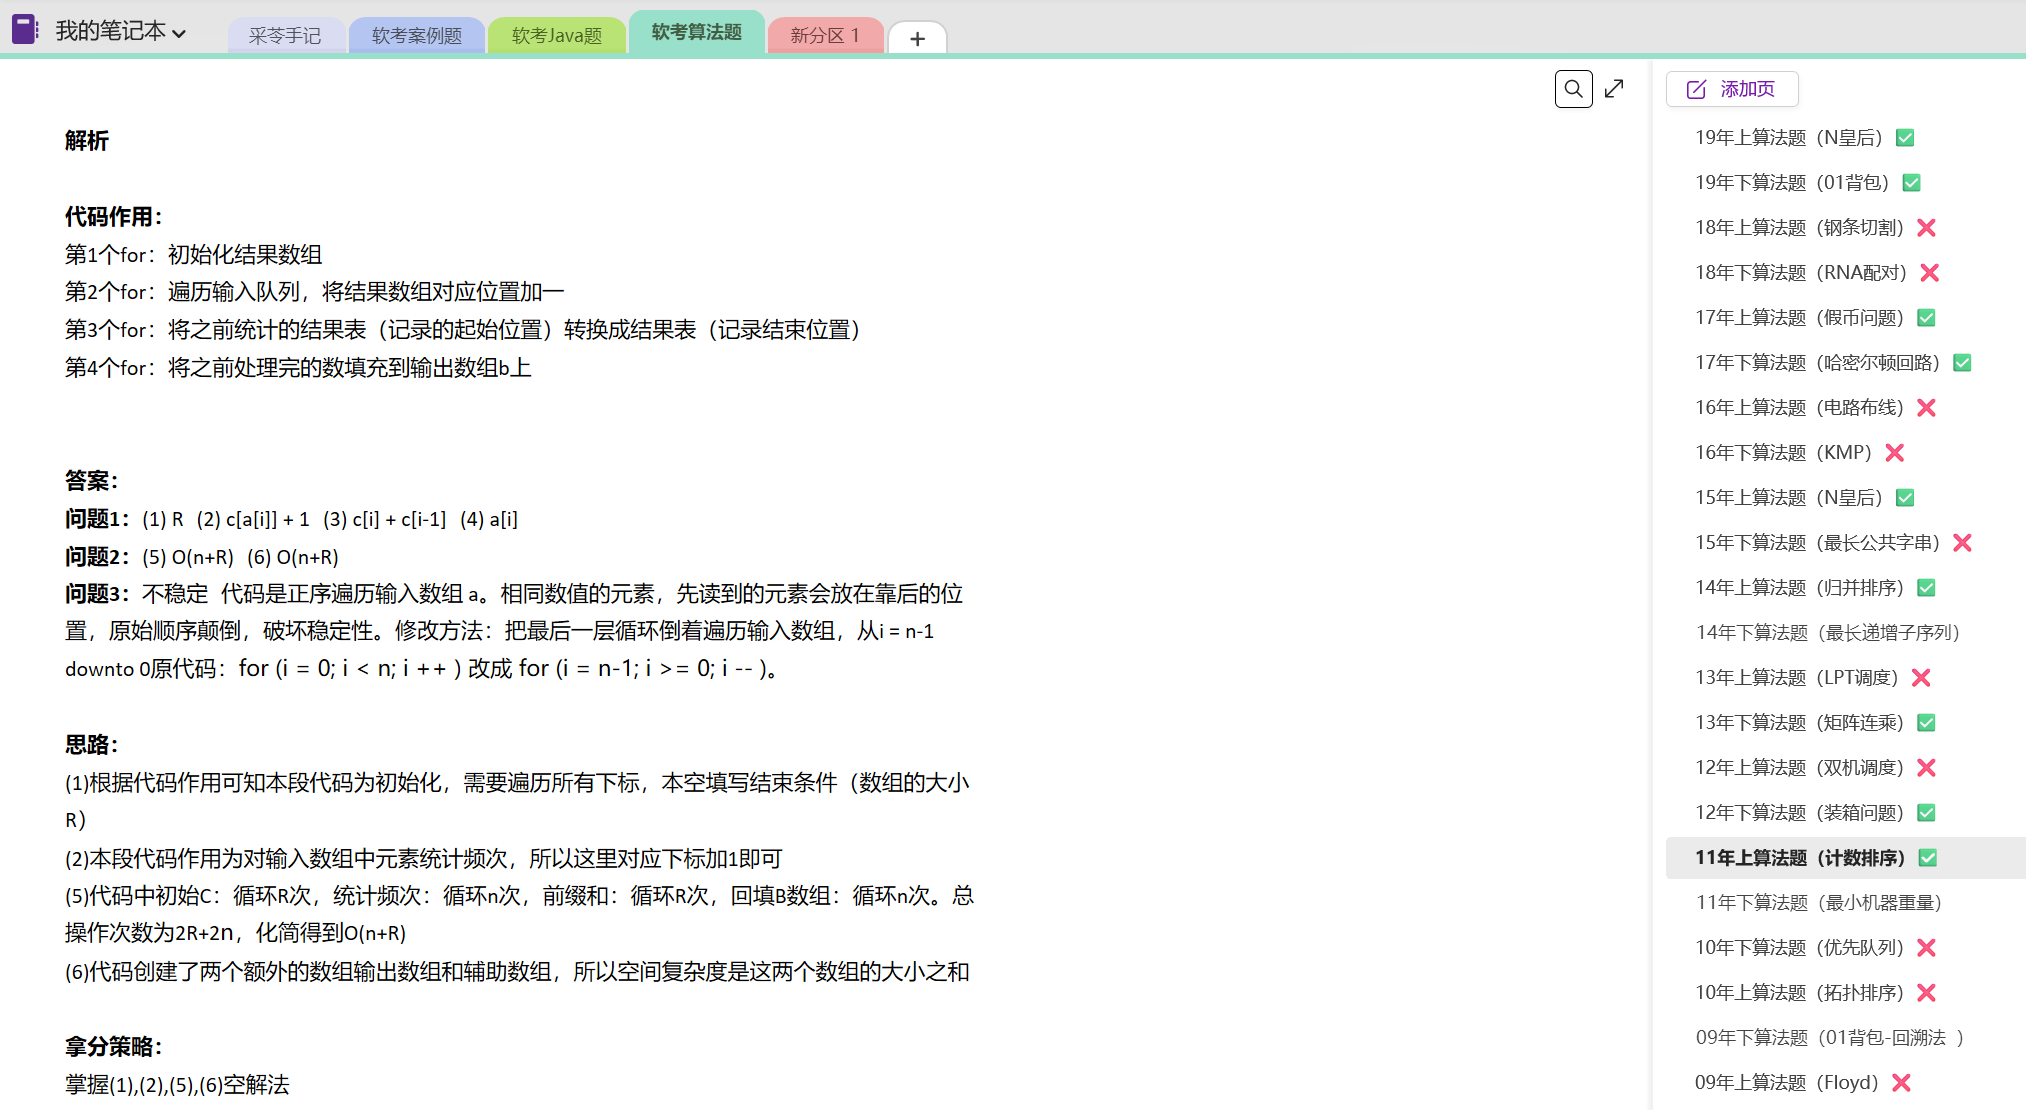 我的笔记本
采苓手记
软考案例题
软考Java题
软考算法题
新分区 1
+
解析
代码作用：
第1个for：初始化结果数组
第2个for：遍历输入队列，将结果数组对应位置加一
第3个for：将之前统计的结果表（记录的起始位置）转换成结果表（记录结束位置）
第4个for：将之前处理完的数填充到输出数组b上
答案：
问题1：(1) R (2) c[a[i]] + 1 (3) c[i] + c[i-1] (4) a[i]
问题2：(5) O(n+R) (6) O(n+R)
问题3：不稳定 代码是正序遍历输入数组 a。相同数值的元素，先读到的元素会放在靠后的位
置，原始顺序颠倒，破坏稳定性。修改方法：把最后一层循环倒着遍历输入数组，从i = n-1
downto 0原代码：for (i = 0; i < n; i ++ ) 改成 for (i = n-1; i >= 0; i -- )。
思路：
(1)根据代码作用可知本段代码为初始化，需要遍历所有下标，本空填写结束条件（数组的大小
R）
(2)本段代码作用为对输入数组中元素统计频次，所以这里对应下标加1即可
(5)代码中初始C：循环R次，统计频次：循环n次，前缀和：循环R次，回填B数组：循环n次。总
操作次数为2R+2n，化简得到O(n+R)
(6)代码创建了两个额外的数组输出数组和辅助数组，所以空间复杂度是这两个数组的大小之和
拿分策略：
掌握(1),(2),(5),(6)空解法
添加页
19年上算法题（N皇后）✅
19年下算法题（01背包）✅
18年上算法题（钢条切割）❌
18年下算法题（RNA配对）❌
17年上算法题（假币问题）✅
17年下算法题（哈密尔顿回路）✅
16年上算法题（电路布线）❌
16年下算法题（KMP）❌
15年上算法题（N皇后）✅
15年下算法题（最长公共字串）❌
14年上算法题（归并排序）✅
14年下算法题（最长递增子序列）
13年上算法题（LPT调度）❌
13年下算法题（矩阵连乘）✅
12年上算法题（双机调度）❌
12年下算法题（装箱问题）✅
11年上算法题（计数排序）✅
11年下算法题（最小机器重量）
10年下算法题（优先队列）❌
10年上算法题（拓扑排序）❌
09年下算法题（01背包-回溯法 ）
09年上算法题（Floyd）❌